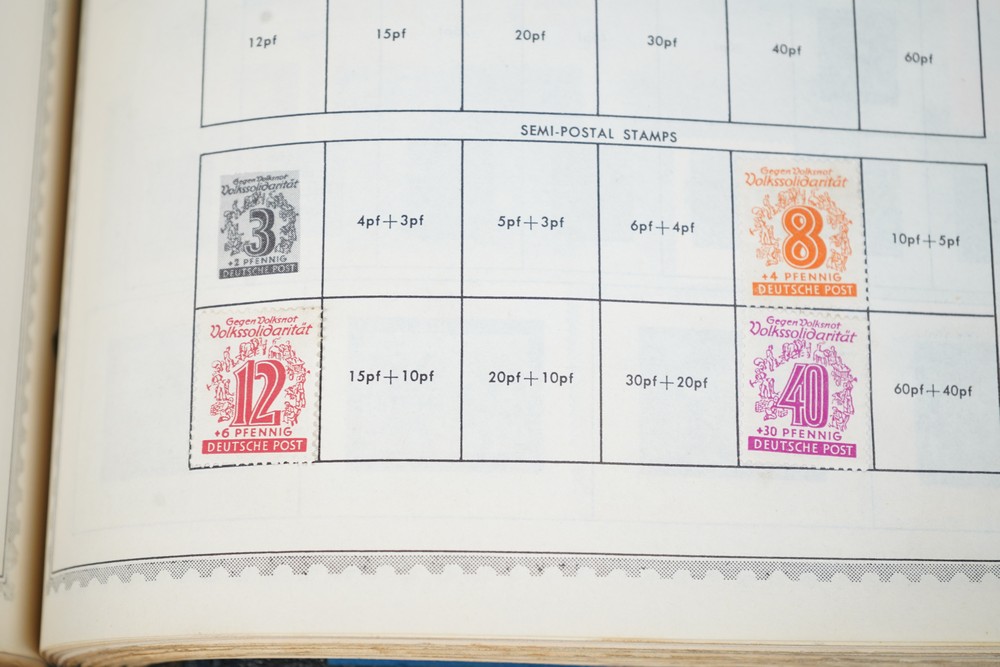 12pf
15pf
20pf
30pf
40pf
60pf
SEMI-POSTAL STAMPS
Gegen Volksnot
Volkssolidarität
3
+2 PFENNIG
DEUTSCHE POST
4pf+3pf
5pf+3pf
6pf+4pf
Gegen Volksnot
Volkssolidarität
8
+4 PFENNIG
DEUTSCHE POST
10pf+5pf
Gegen Volksnot
Volkssolidarität
12
+6 PFENNIG
DEUTSCHE POST
15pf+10pf
20pf+10pf
30pf+20pf
Gegen Volksnot
Volkssolidarität
40
+30 PFENNIG
DEUTSCHE POST
60pf+40pf